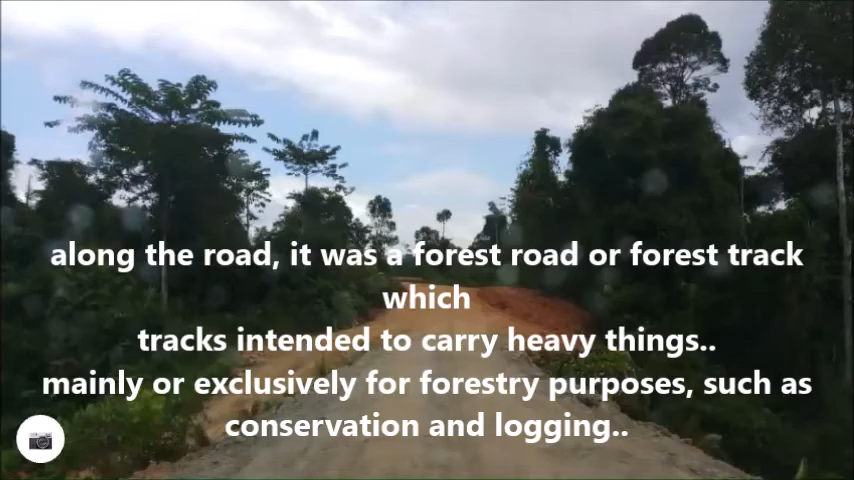 along the road, it was a forest road or forest track
which
tracks intended to carry heavy things..
mainly or exclusively for forestry purposes, such as
conservation and logging..